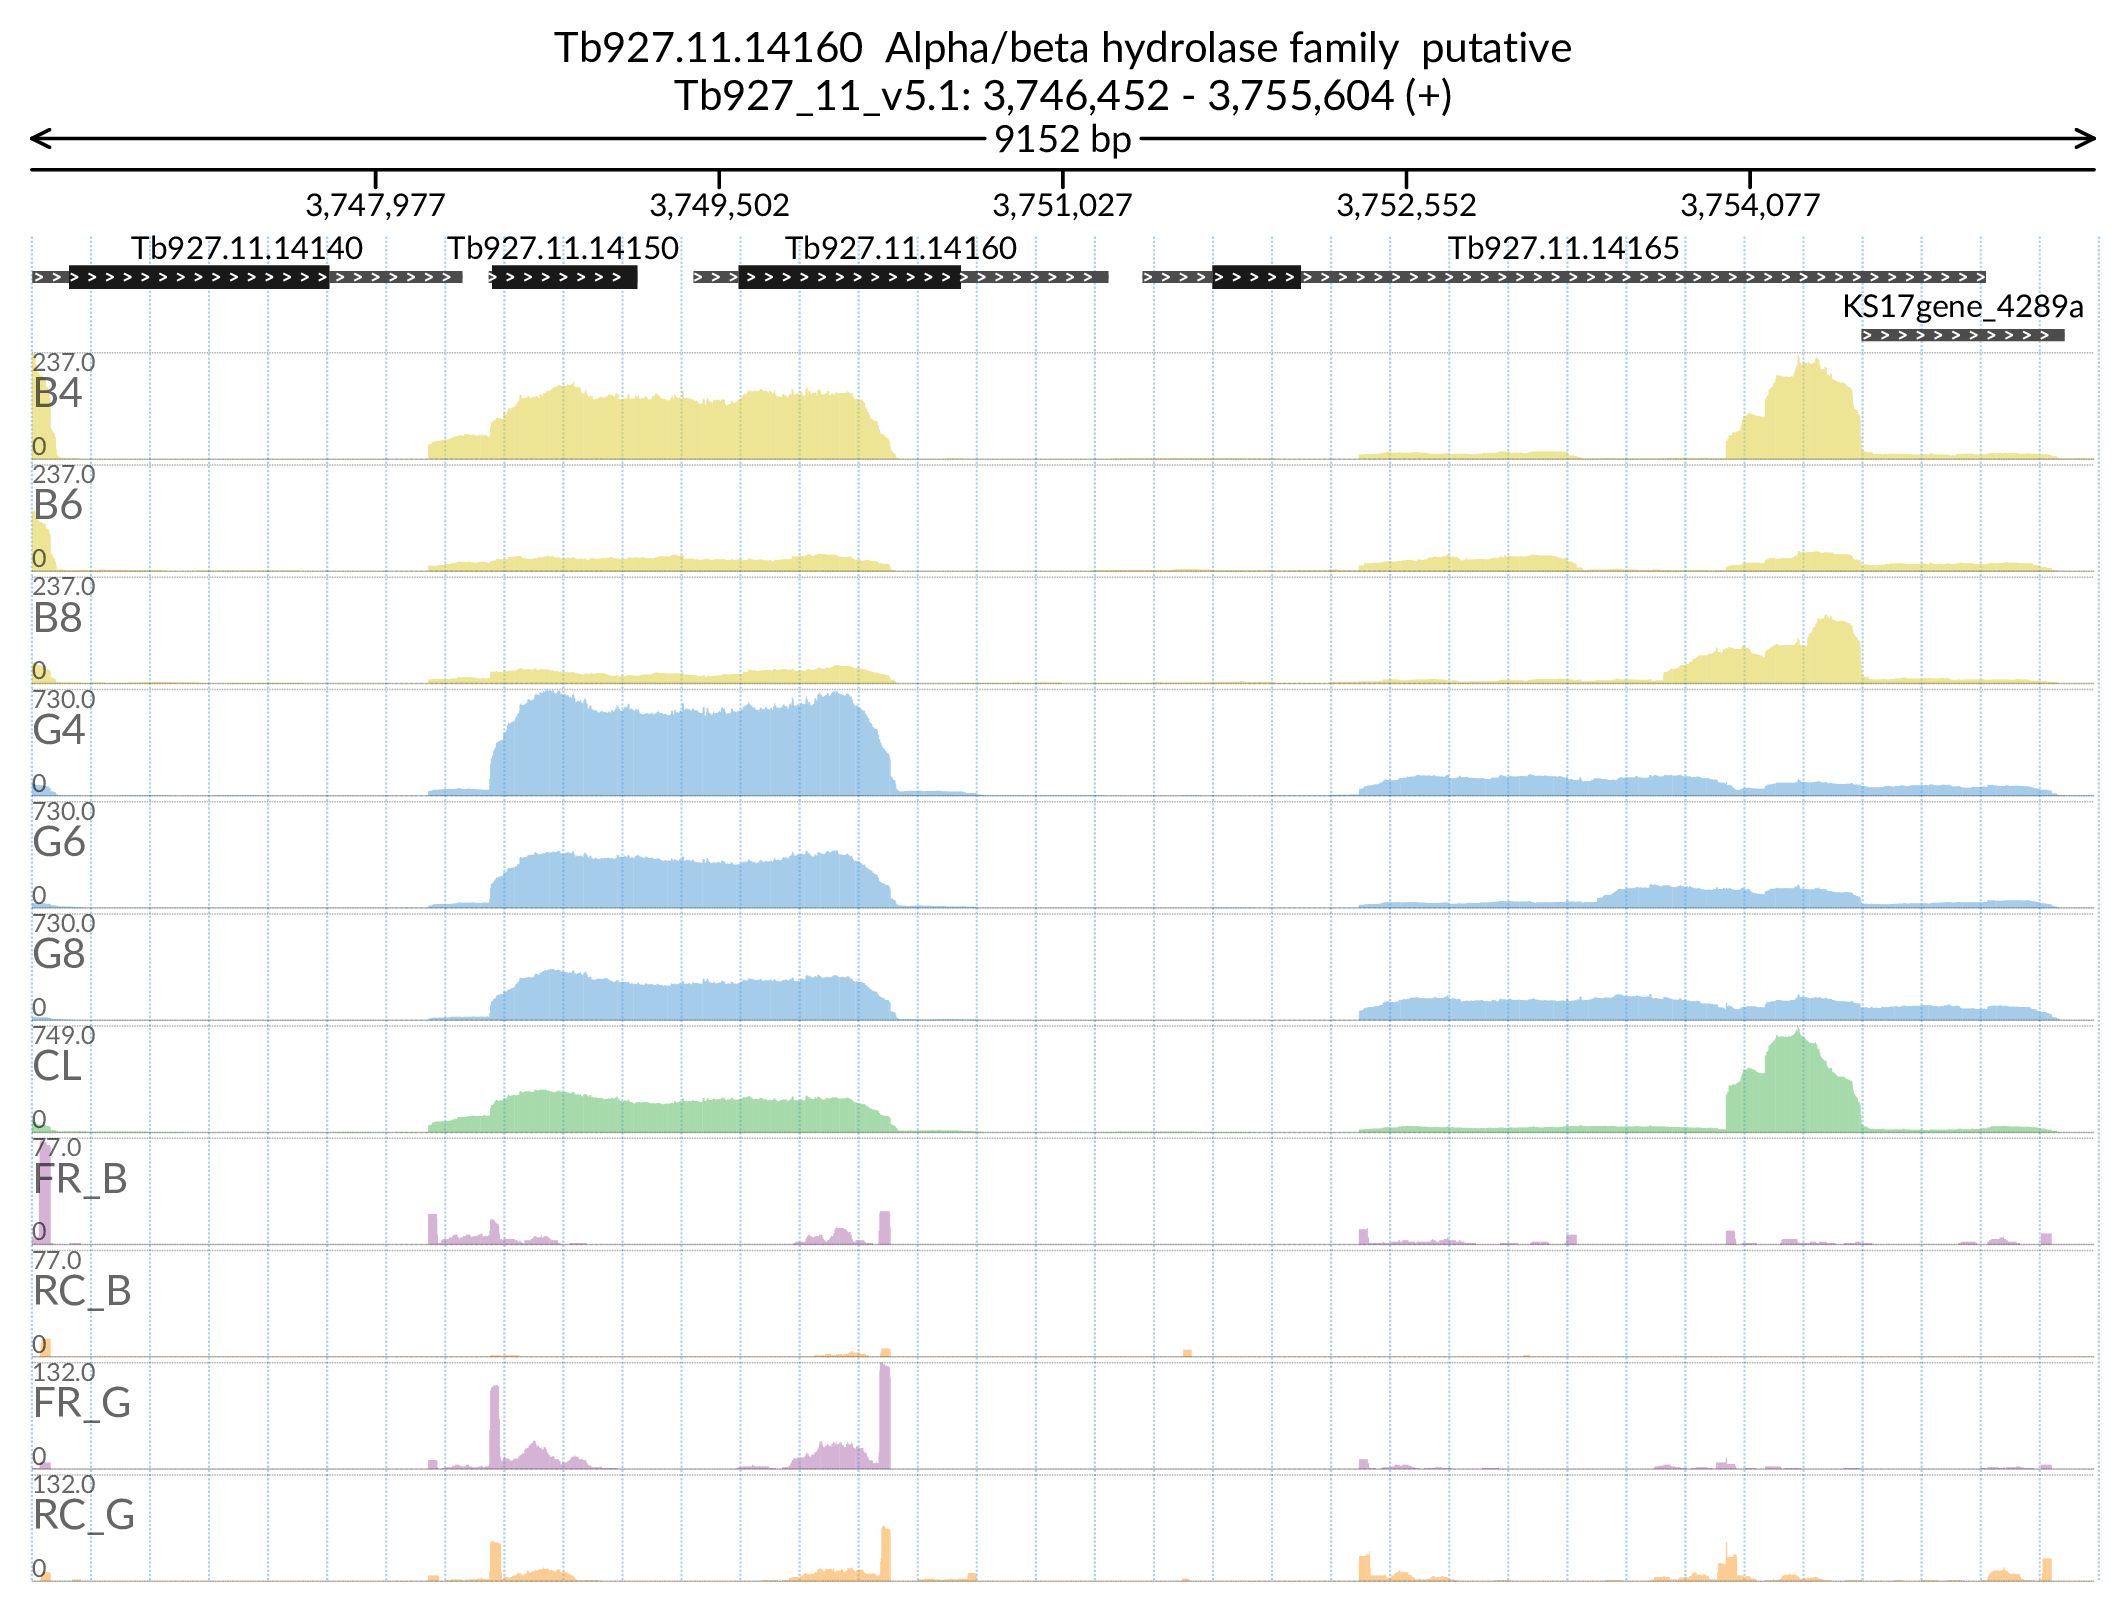 Tb927.11.14160  Alpha/beta hydrolase family  putative
Tb927_11_v5.1: 3,746,452 - 3,755,604 (+)
9152 bp
3,747,977 3,749,502 3,751,027 3,752,552 3,754,077
Tb927.11.14140 Tb927.11.14150 Tb927.11.14160 Tb927.11.14165
KS17gene_4289a
237.0
B4
0
237.0
B6
0
237.0
B8
0
730.0
G4
0
730.0
G6
0
730.0
G8
0
749.0
CL
0
77.0
FR_B
0
77.0
RC_B
0
132.0
FR_G
0
132.0
RC_G
0